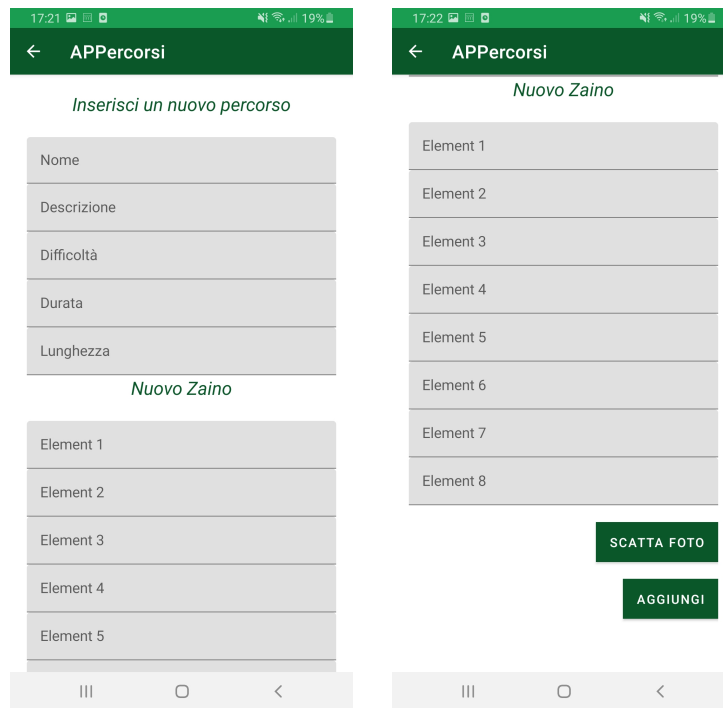 17:21
19%
APPercorsi
Inserisci un nuovo percorso
Nome
Descrizione
Difficoltà
Durata
Lunghezza
Nuovo Zaino
Element 1
Element 2
Element 3
Element 4
Element 5
17:22
19%
APPercorsi
Nuovo Zaino
Element 1
Element 2
Element 3
Element 4
Element 5
Element 6
Element 7
Element 8
SCATTA FOTO
AGGIUNGI